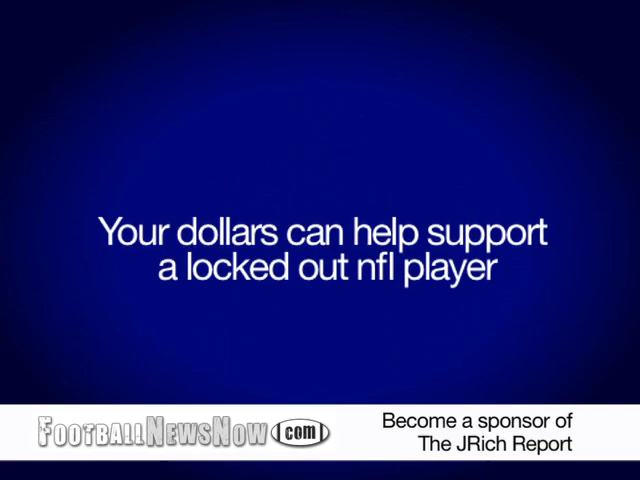 Your dollars can help support
a locked out nfl player
FootballNewsNow com
Become a sponsor of
The JRich Report